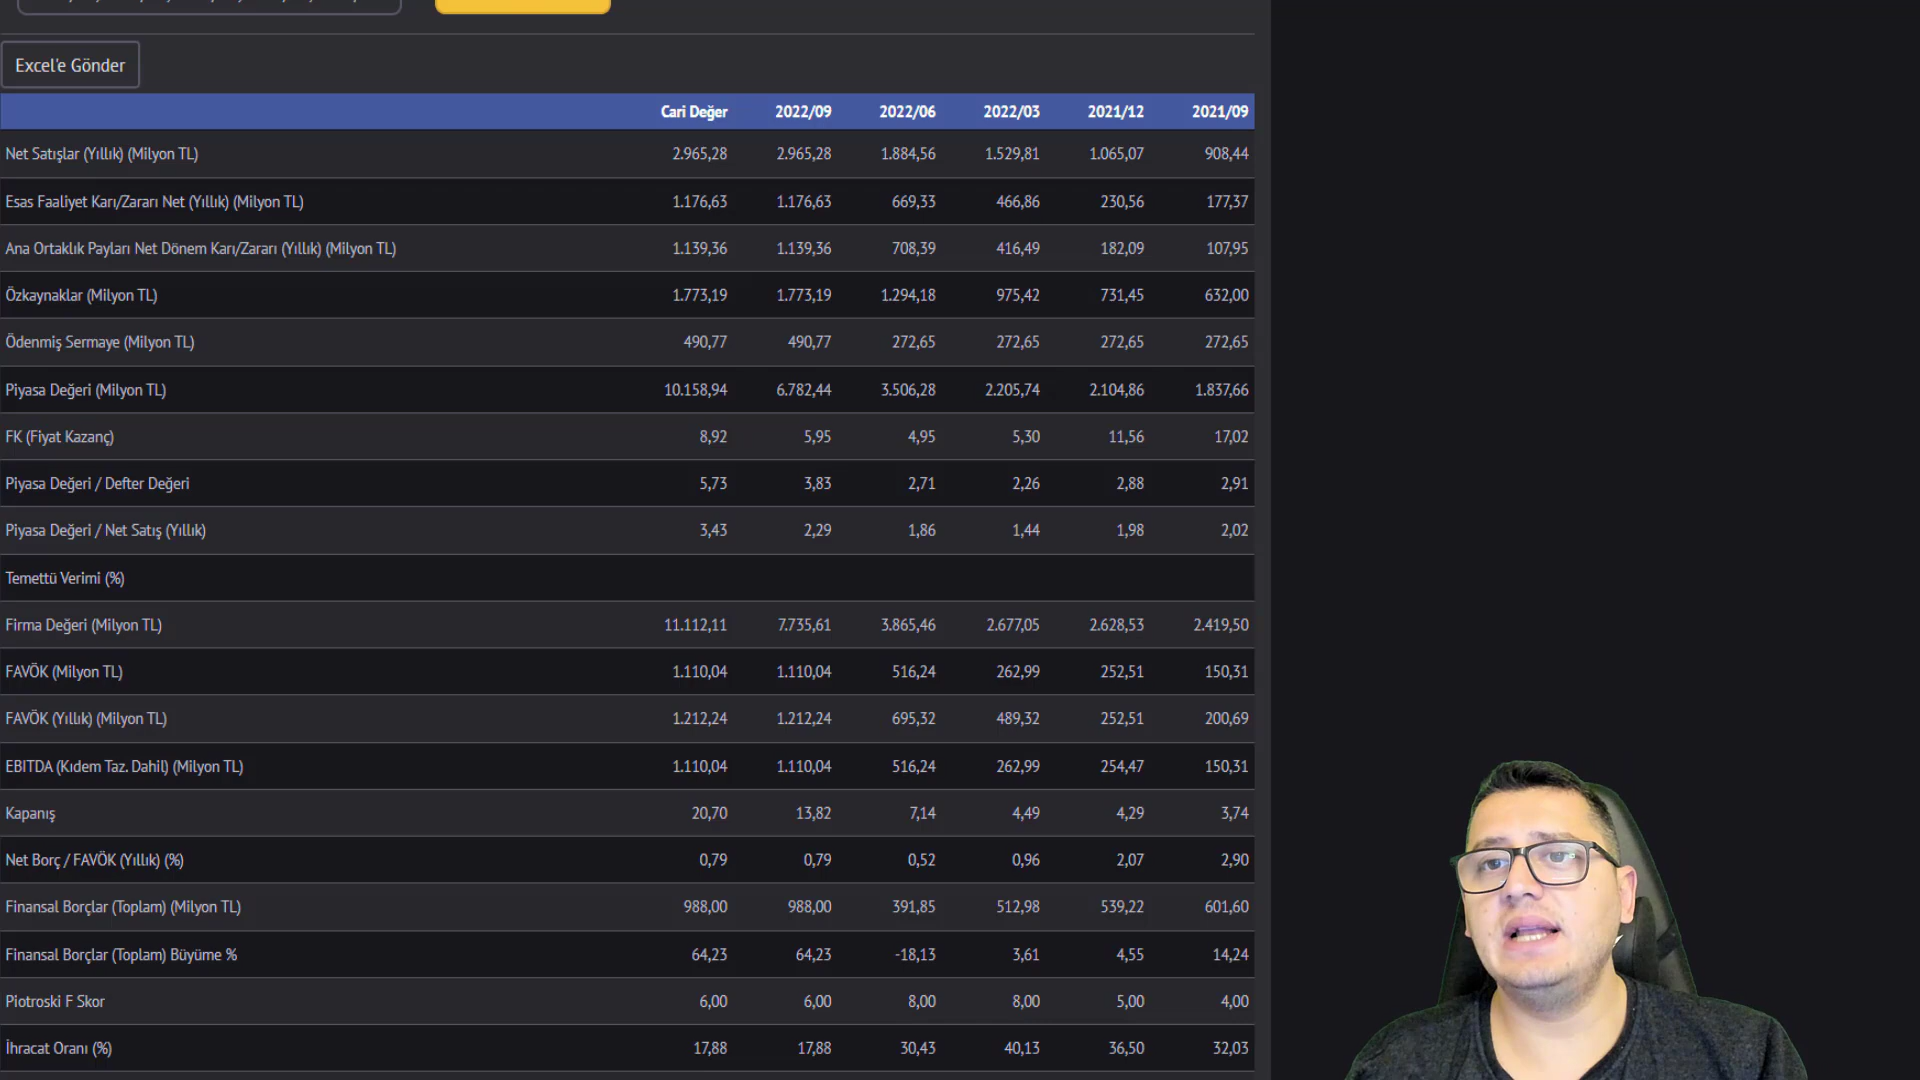 Excel'e Gönder
Cari Değer 2022/09 2022/06 2022/03 2021/12 2021/09
Net Satışlar (Yıllık) (Milyon TL) 2.965,28 2.965,28 1.884,56 1.529,81 1.065,07 908,44
Esas Faaliyet Karı/Zararı Net (Yıllık) (Milyon TL) 1.176,63 1.176,63 669,33 466,86 230,56 177,37
Ana Ortaklık Payları Net Dönem Karı/Zararı (Yıllık) (Milyon TL) 1.139,36 1.139,36 708,39 416,49 182,09 107,95
Özkaynaklar (Milyon TL) 1.773,19 1.773,19 1.294,18 975,42 731,45 632,00
Ödenmiş Sermaye (Milyon TL) 490,77 490,77 272,65 272,65 272,65 272,65
Piyasa Değeri (Milyon TL) 10.158,94 6.782,44 3.506,28 2.205,74 2.104,86 1.837,66
FK (Fiyat Kazanç) 8,92 5,95 4,95 5,30 11,56 17,02
Piyasa Değeri / Defter Değeri 5,73 3,83 2,71 2,26 2,88 2,91
Piyasa Değeri / Net Satış (Yıllık) 3,43 2,29 1,86 1,44 1,98 2,02
Temettü Verimi (%)
Firma Değeri (Milyon TL) 11.112,11 7.735,61 3.865,46 2.677,05 2.628,53 2.419,50
FAVÖK (Milyon TL) 1.110,04 1.110,04 516,24 262,99 252,51 150,31
FAVÖK (Yıllık) (Milyon TL) 1.212,24 1.212,24 695,32 489,32 252,51 200,69
EBITDA (Kıdem Taz. Dahil) (Milyon TL) 1.110,04 1.110,04 516,24 262,99 254,47 150,31
Kapanış 20,70 13,82 7,14 4,49 4,29 3,74
Net Borç / FAVÖK (Yıllık) (%) 0,79 0,79 0,52 0,96 2,07 2,90
Finansal Borçlar (Toplam) (Milyon TL) 988,00 988,00 391,85 512,98 539,22 601,60
Finansal Borçlar (Toplam) Büyüme % 64,23 64,23 -18,13 3,61 4,55 14,24
Piotroski F Skor 6,00 6,00 8,00 8,00 5,00 4,00
İhracat Oranı (%) 17,88 17,88 30,43 40,13 36,50 32,03